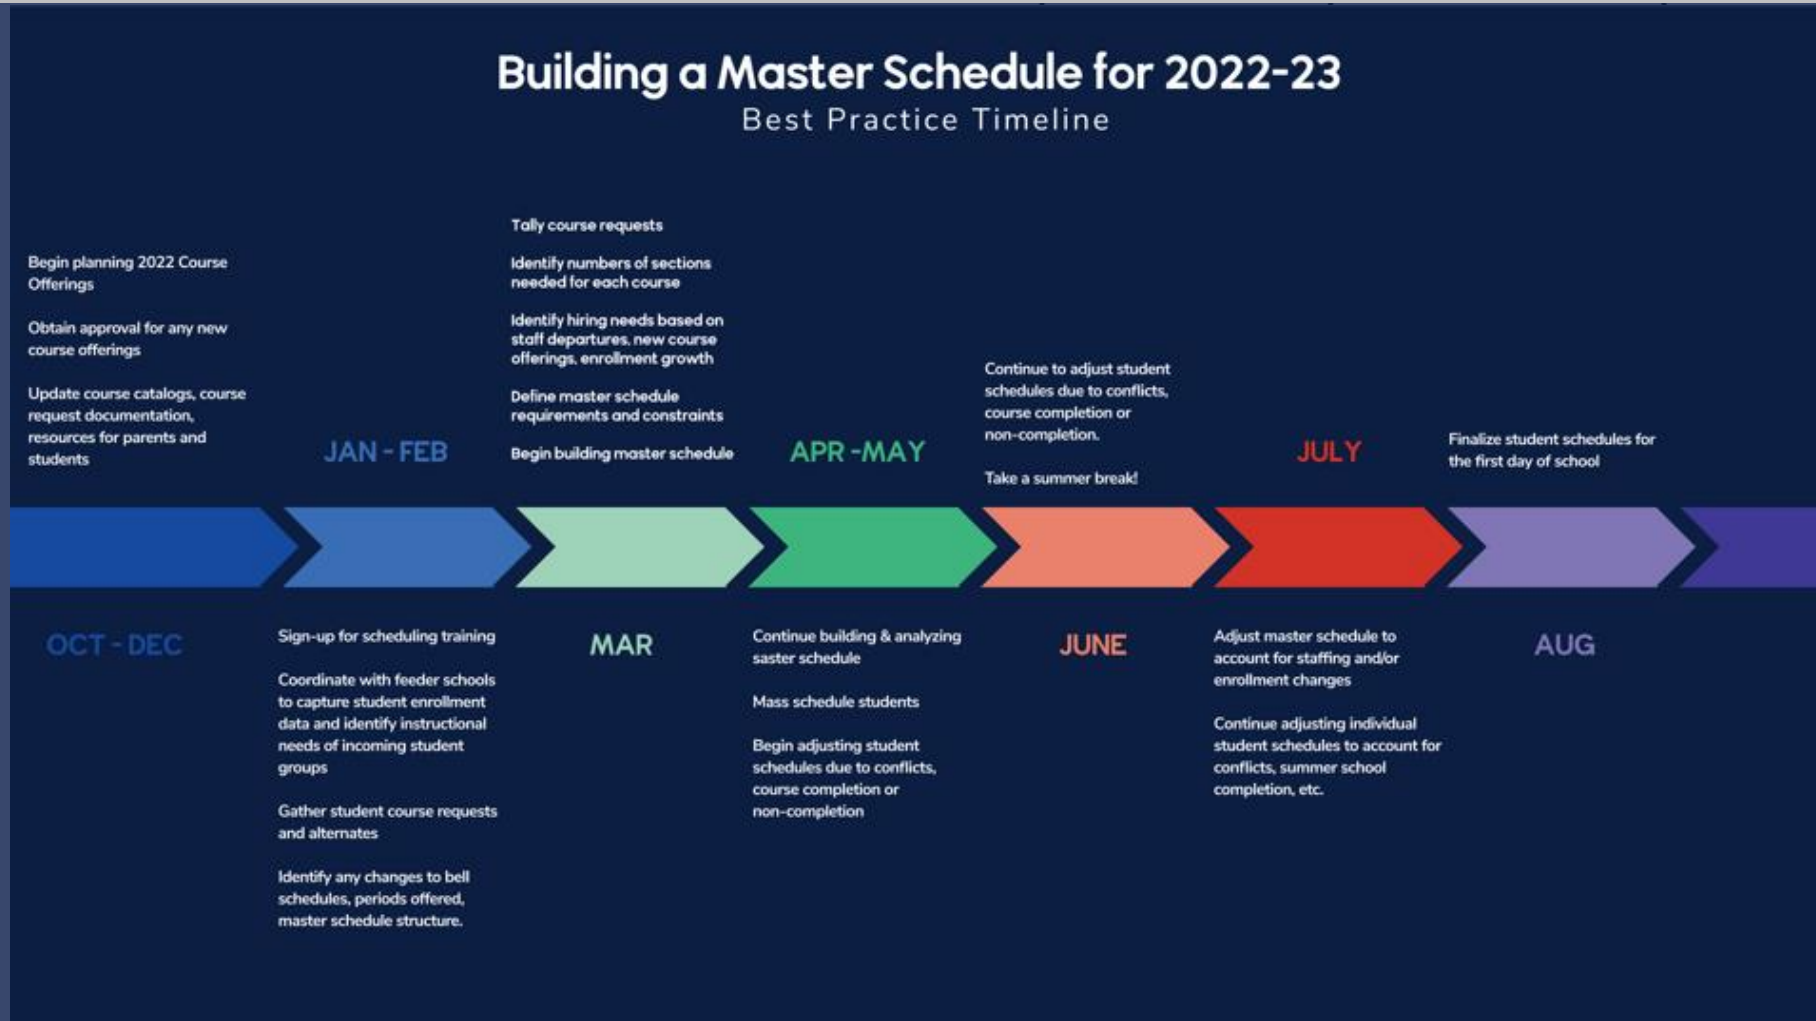 Building a Master Schedule for 2022-23
Best Practice Timeline
Begin planning 2022 Course
Offerings
Obtain approval for any new
course offerings
Update course catalogs, course
request documentation,
resources for parents and
students
OCT - DEC
JAN - FEB
Sign-up for scheduling training
Coordinate with feeder schools
to capture student enrollment
data and identify instructional
needs of incoming student
groups
Gather student course requests
and alternates
Identify any changes to bell
schedules, periods offered,
master schedule structure.
Tally course requests
Identify numbers of sections
needed for each course
Identify hiring needs based on
staff departures, new course
offerings, enrollment growth
Define master schedule
requirements and constraints
Begin building master schedule
MAR
APR -MAY
Continue building & analyzing
saster schedule
Mass schedule students
Begin adjusting student
schedules due to conflicts,
course completion or
non-completion
Continue to adjust student
schedules due to conflicts,
course completion or
non-completion.
Take a summer break!
JUNE
JULY
Adjust master schedule to
account for staffing and/or
enrollment changes
Continue adjusting individual
student schedules to account for
conflicts, summer school
completion, etc.
Finalize student schedules for
the first day of school
AUG